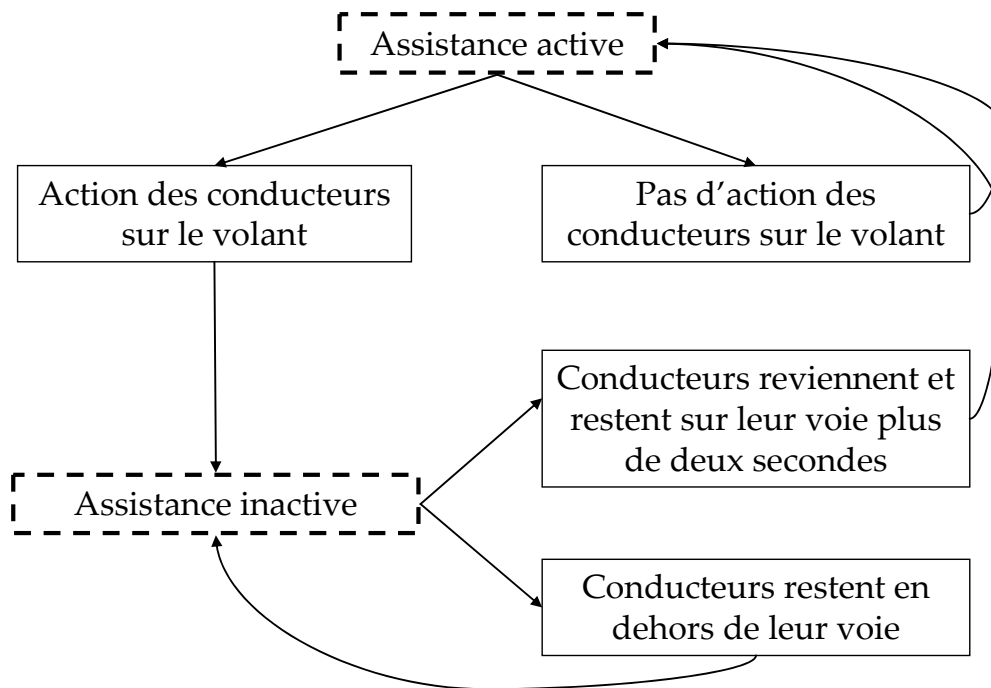 Assistance active
Action des conducteurs
sur le volant
Pas d’action des
conducteurs sur le volant
Conducteurs reviennent et
restent sur leur voie plus
de deux secondes
Assistance inactive
Conducteurs restent en
dehors de leur voie